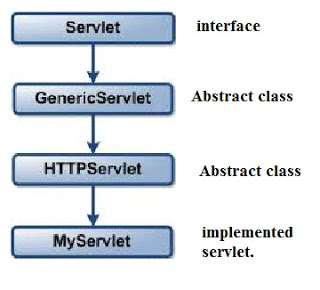 Servlet interface
GenericServlet Abstract class
HTTPServlet Abstract class
MyServlet implemented
servlet.